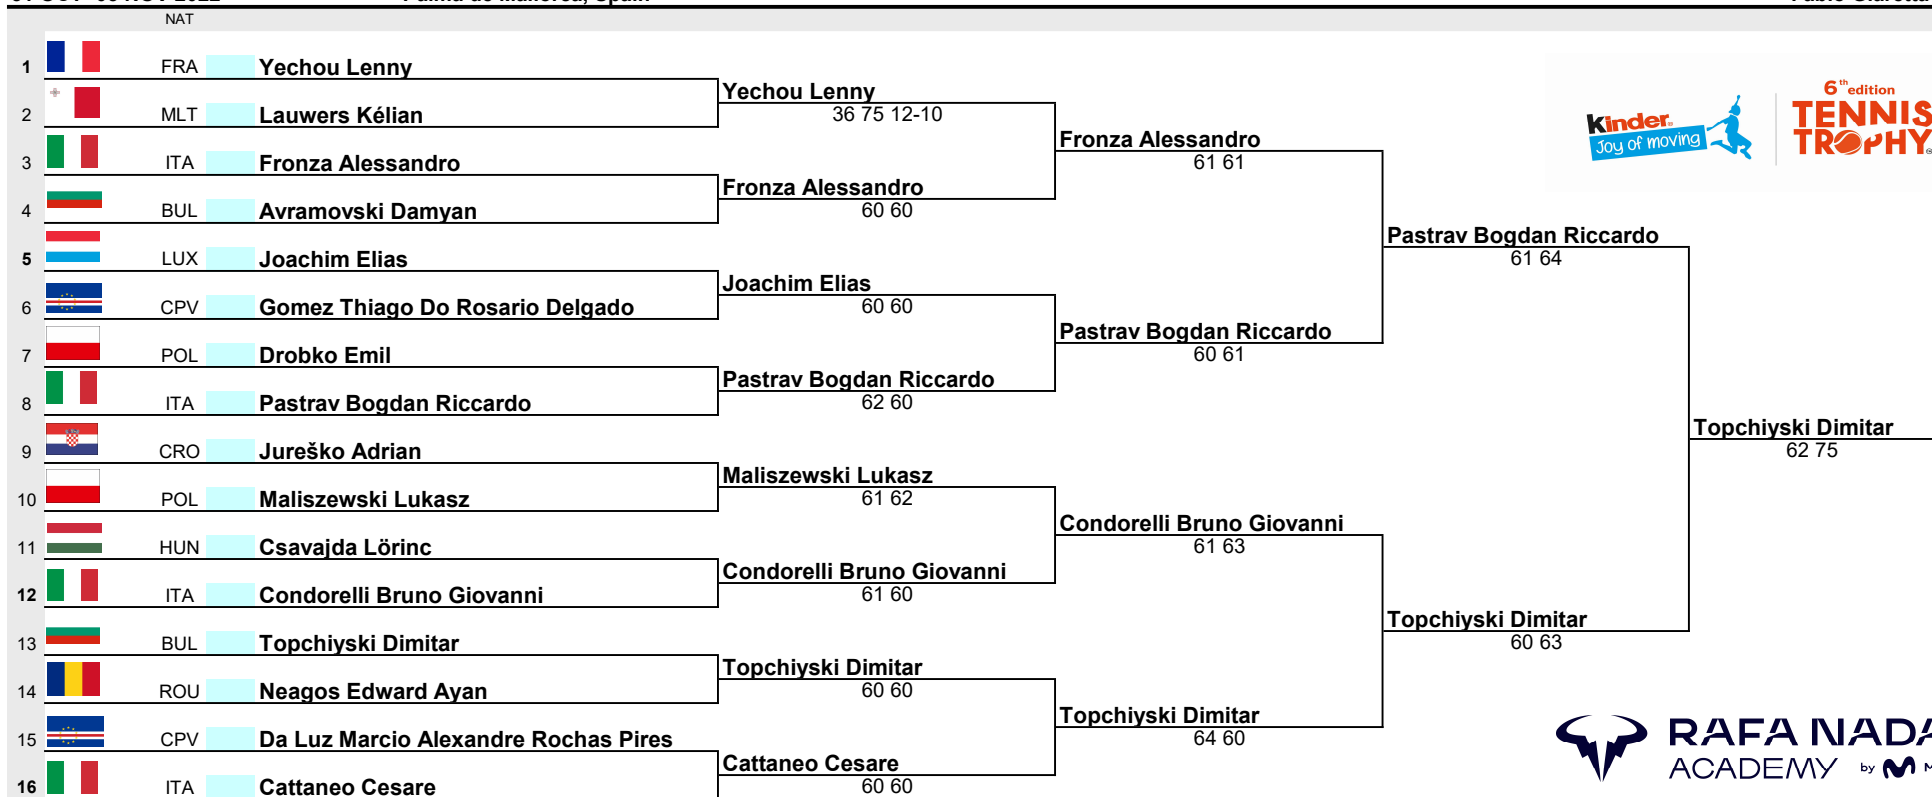 NAT
1 FRA Yechou Lenny
Yechou Lenny
2 MLT Lauwers Kélian
36 75 12-10
Fronza Alessandro
3 ITA Fronza Alessandro
61 61
Fronza Alessandro
4 BUL Avramovski Damyan
60 60
Pastrav Bogdan Riccardo
5 LUX Joachim Elias
61 64
Joachim Elias
6 CPV Gomez Thiago Do Rosario Delgado
60 60
Pastrav Bogdan Riccardo
7 POL Drobko Emil
60 61
Pastrav Bogdan Riccardo
8 ITA Pastrav Bogdan Riccardo
62 60
Topchiyski Dimitar
9 CRO Jureško Adrian
62 75
Maliszewski Lukasz
10 POL Maliszewski Lukasz
61 62
Condorelli Bruno Giovanni
11 HUN Csavajda Lörinc
61 63
Condorelli Bruno Giovanni
12 ITA Condorelli Bruno Giovanni
61 60
Topchiyski Dimitar
13 BUL Topchiyski Dimitar
60 63
Topchiyski Dimitar
14 ROU Neagos Edward Ayan
60 60
Topchiyski Dimitar
15 CPV Da Luz Marcio Alexandre Rochas Pires
64 60
Cattaneo Cesare
16 ITA Cattaneo Cesare
60 60
Kinder
Joy of moving
6th edition
TENNIS
TROPHY
RAFA NADA
ACADEMY by M